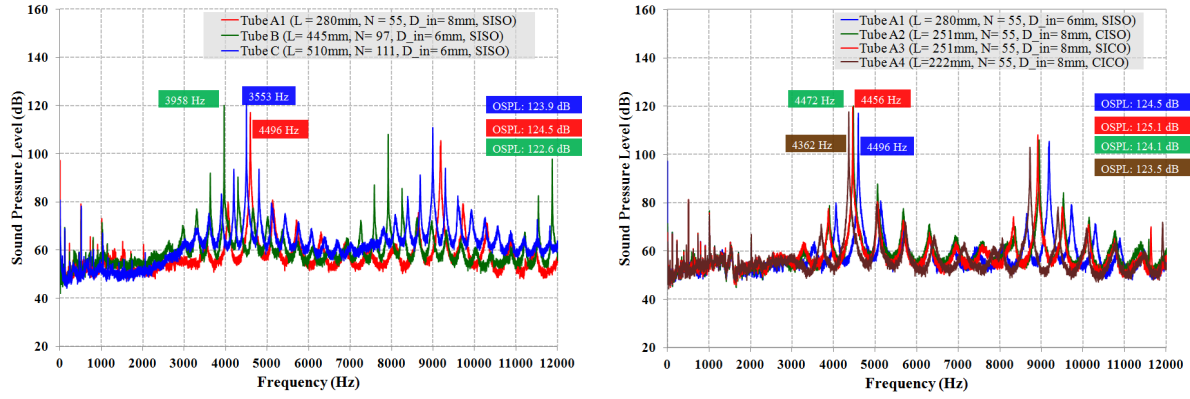 Tube A1 (L = 280mm, N = 55, D_in= 8mm, SISO)
Tube B (L= 445mm, N= 97, D_in= 6mm, SISO)
Tube C (L= 510mm, N= 111, D_in= 6mm, SISO)
3958 Hz
3553 Hz
4496 Hz
OSPL: 123.9 dB
OSPL: 124.5 dB
OSPL: 122.6 dB
Sound Pressure Level (dB)
160
140
120
100
80
60
40
20
0
1000
2000
3000
4000
5000
6000
7000
8000
9000
10000
11000
12000
Frequency (Hz)
Tube A1 (L = 280mm, N= 55, D_in= 6mm, SISO)
Tube A2 (L= 251mm, N= 55, D_in= 8mm, CISO)
Tube A3 (L= 251mm, N= 55, D_in= 8mm, SICO)
Tube A4 (L=222mm, N= 55, D_in= 8mm, CICO)
4472 Hz
4456 Hz
4362 Hz
4496 Hz
OSPL: 124.5 dB
OSPL: 125.1 dB
OSPL: 124.1 dB
OSPL: 123.5 dB
Sound Pressure Level (dB)
160
140
120
100
80
60
40
20
0
1000
2000
3000
4000
5000
6000
7000
8000
9000
10000
11000
12000
Frequency (Hz)